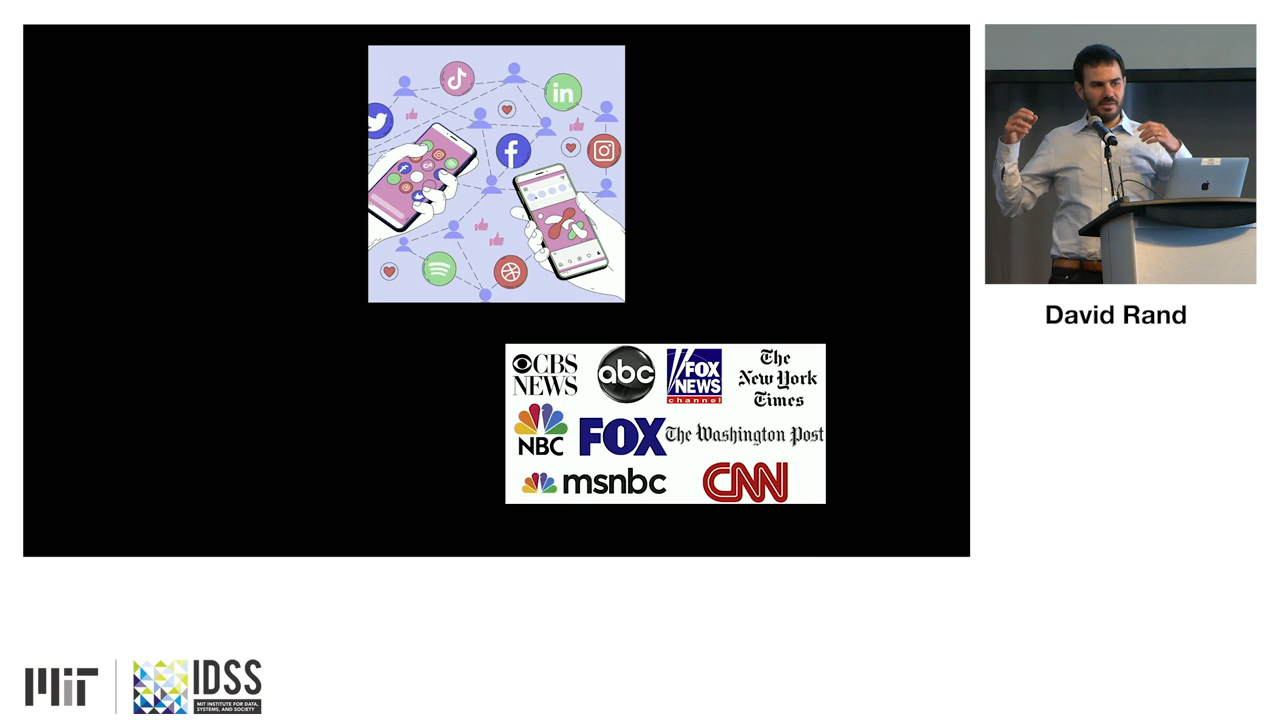 in
f
CBS
NEWS
abc
FOX
NEWS
channel
The
New York
Times
NBC
FOX
The Washington Post
msnbc
CNN
David Rand
MIT
IDSS
MIT INSTITUTE FOR DATA,
SYSTEMS, AND SOCIETY